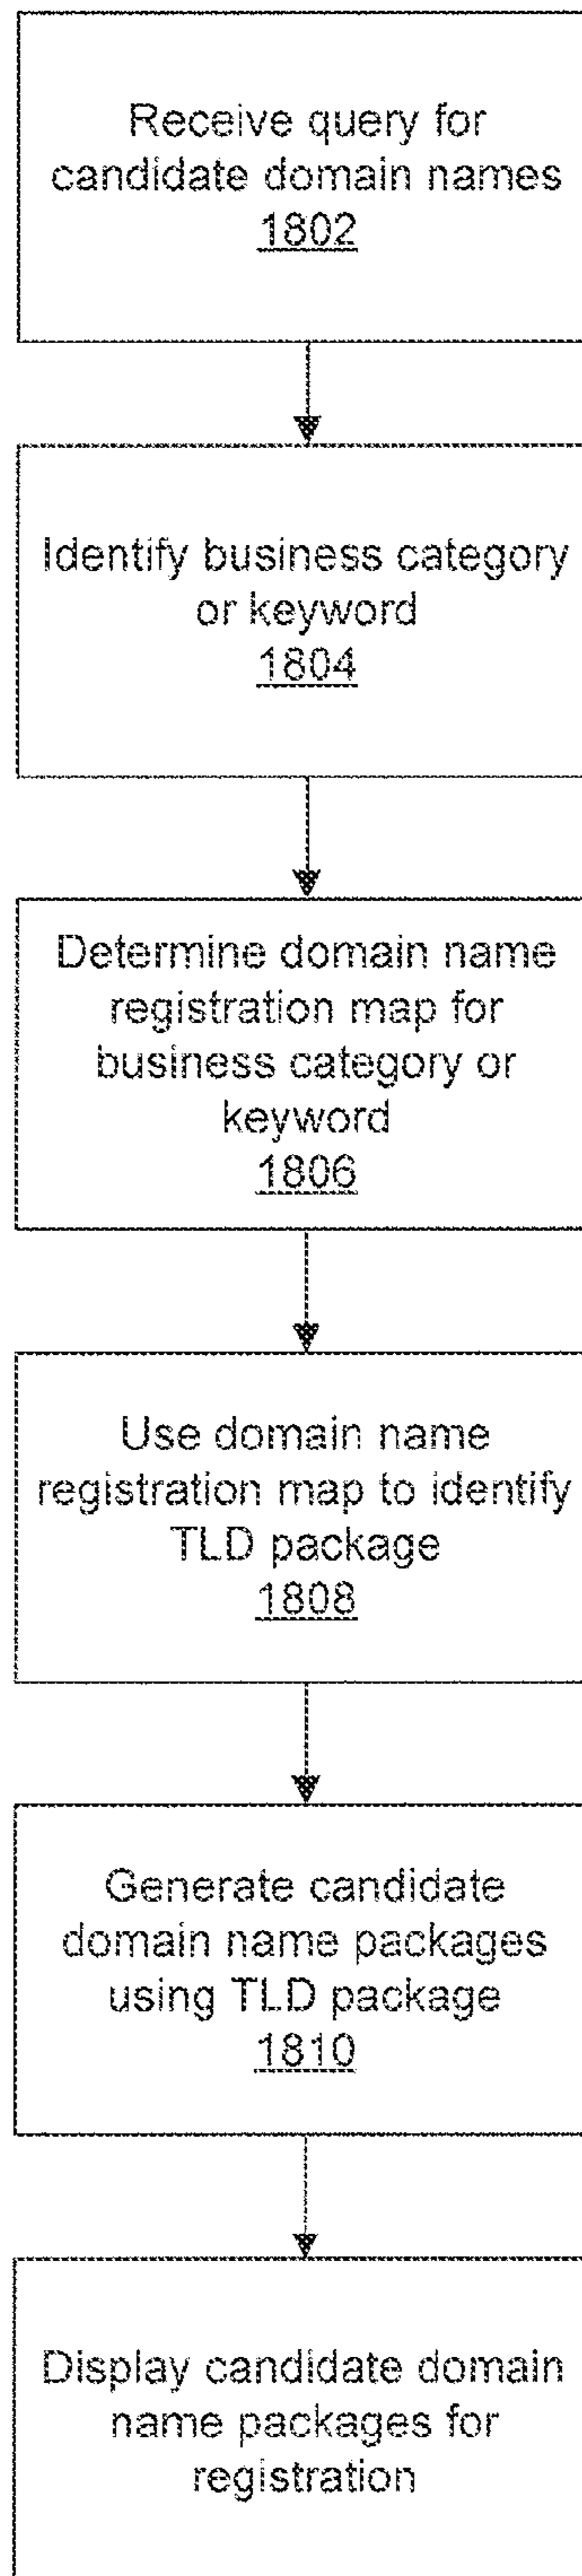 Receive query for
candidate domain names
1802
Identify business category
or keyword
1804
Determine domain name
registration map for
business category or
keyword
1806
Use domain name
registration map to identify
TLD package
1808
Generate candidate
domain name packages
using TLD package
1810
Display candidate domain
name packages for
registration